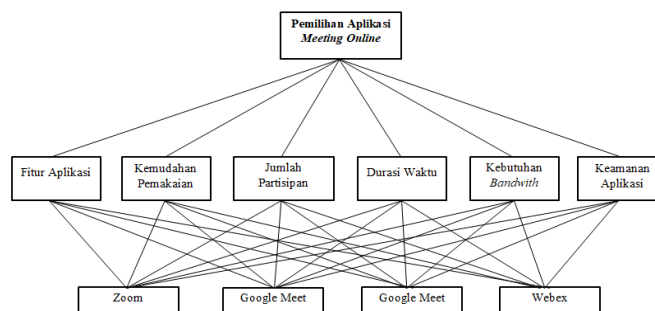 Pemilihan Aplikasi
Meeting Online
Fitur Aplikasi
Kemudahan
Pemakaian
Jumlah
Partisipan
Durasi Waktu
Kebutuhan
Bandwith
Keamanan
Aplikasi
Zoom
Google Meet
Google Meet
Webex